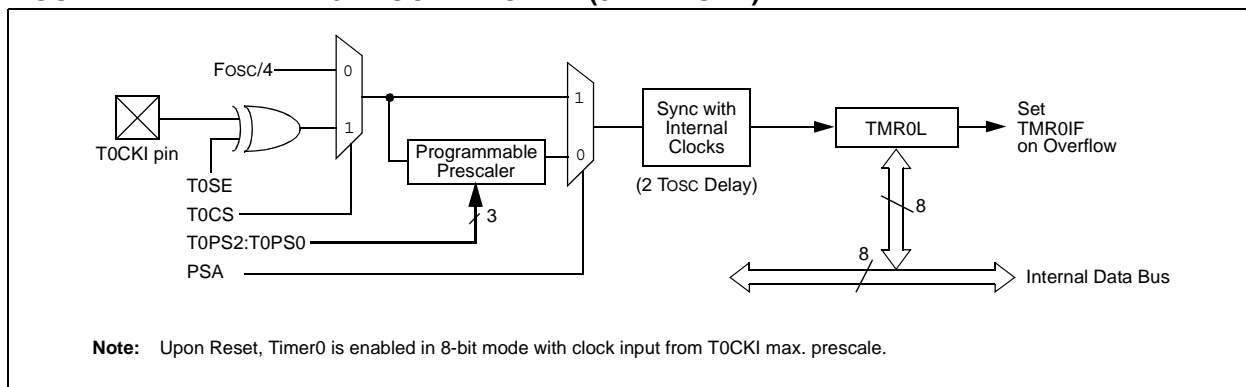 FOSC/4
0
1
T0CKI pin
T0SE
T0CS
T0PS2:T0PS0
PSA
Programmable
Prescaler
3
1
0
Sync with
Internal
Clocks
(2 TOSC Delay)
TMR0L
Set
TMR0IF
on Overflow
8
8
Internal Data Bus
Note: Upon Reset, Timer0 is enabled in 8-bit mode with clock input from T0CKI max. prescale.